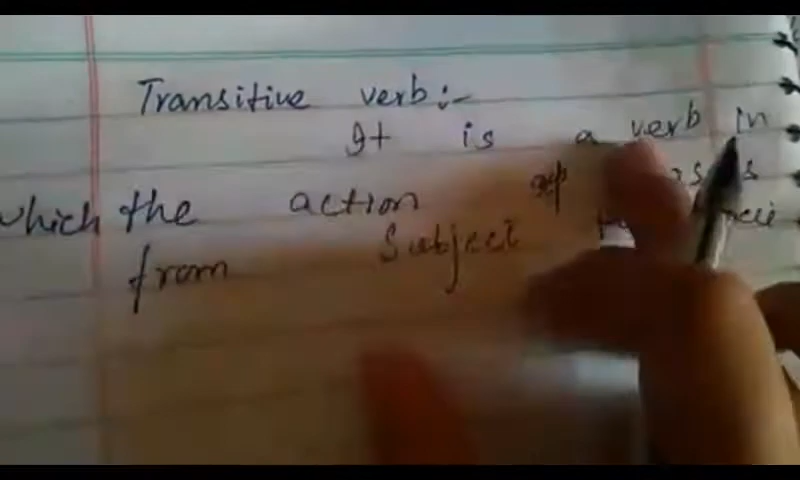 Transitive verb:-
It is a verb in
which the action
from Subject